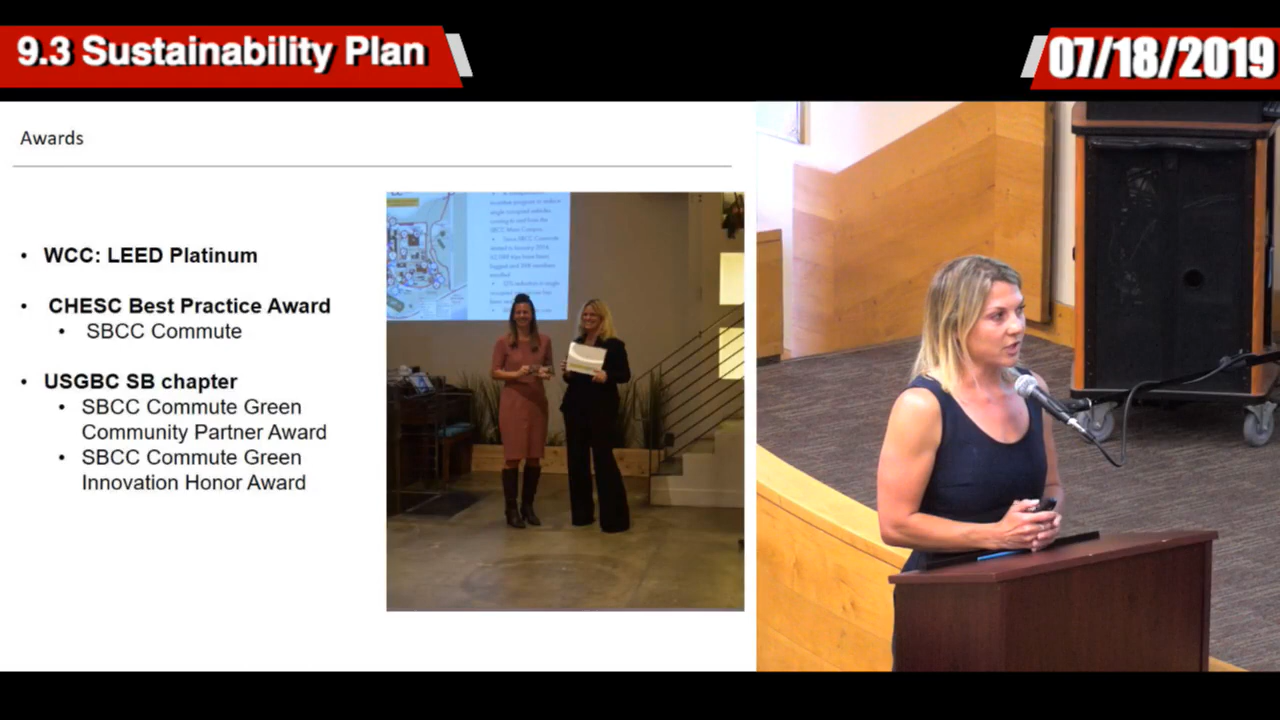 9.3 Sustainability Plan
07/18/2019
Awards
• WCC: LEED Platinum
• CHESC Best Practice Award
• SBCC Commute
• USGBC SB chapter
• SBCC Commute Green
Community Partner Award
• SBCC Commute Green
Innovation Honor Award